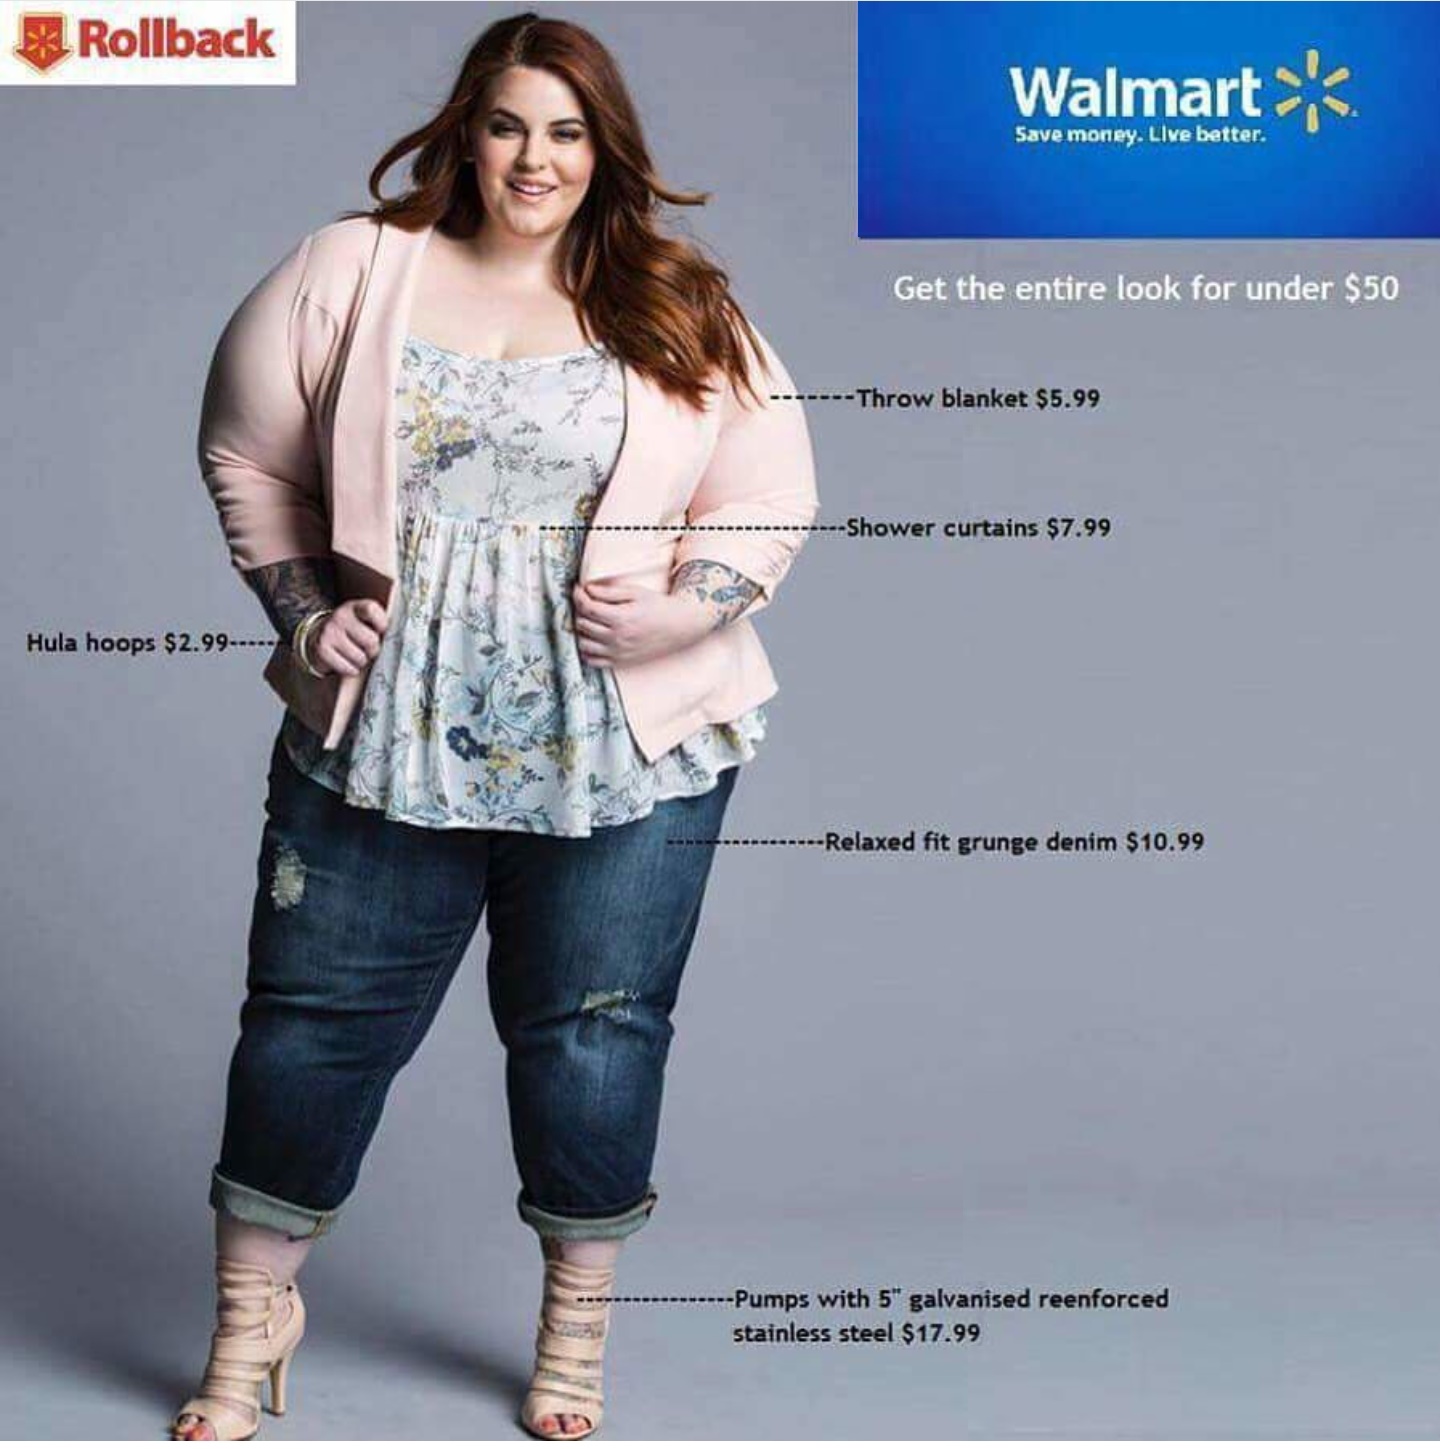 Rollback
Walmart
Save money. Live better.
Get the entire look for under $50
Throw blanket $5.99
Shower curtains $7.99
Hula hoops $2.99
Relaxed fit grunge denim $10.99
Pumps with 5" galvanised reenforced
stainless steel $17.99